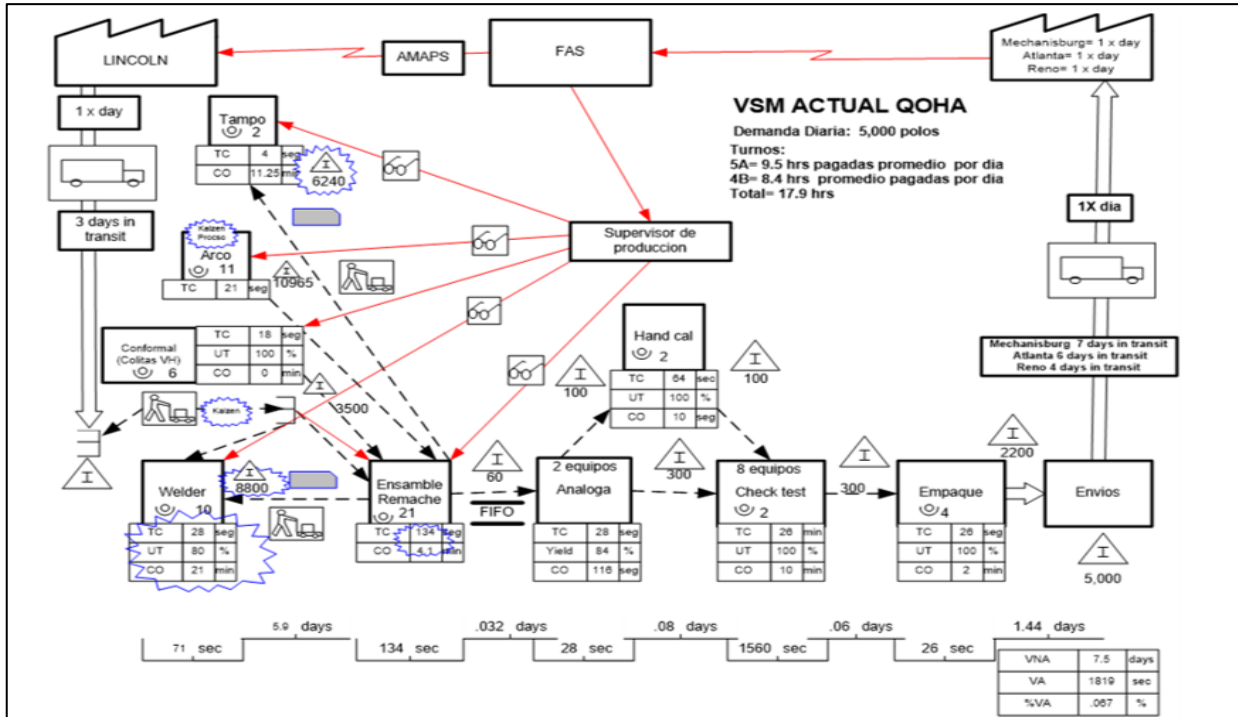 LINCOLN
AMAPS
FAS
Mechanisburg= 1 x day
Atlanta= 1 x day
Reno= 1 x day
1 x day
3 days in transit
Tampo
2
TC 4 seg
CO 11.25 min
I
6240
VSM ACTUAL QOHA
Demanda Diaria: 5,000 polos
Turnos:
5A= 9.5 hrs pagadas promedio por dia
4B= 8.4 hrs promedio pagadas por dia
Total= 17.9 hrs
Supervisor de produccion
1X dia
Mechanisburg 7 days in transit
Atlanta 6 days in transit
Reno 4 days in transit
Kaizen
Arco
11
TC 21 seg
I
10965
Conformal
(Colitas VH)
6
TC 18 seg
UT 100 %
CO 0 min
I
3500
Kaizen
I
Hand cal
2
TC 64 sec
UT 100 %
CO 10 seg
I
100
I
100
Welder
10
TC 28 seg
UT 80 %
CO 21 min
I
8800
Ensamble
Remache
21
TC 134 seg
CO 4.1 min
I
60
FIFO
2 equipos
Analoga
TC 28 seg
Yield 84 %
CO 116 seg
I
300
8 equipos
Check test
2
TC 26 min
UT 100 %
CO 10 min
I
300
Empaque
4
TC 26 seg
UT 100 %
CO 2 min
I
2200
Envios
I
5,000
5.9 days
.032 days
.08 days
.06 days
1.44 days
71 sec
134 sec
28 sec
1560 sec
26 sec
VNA 7.5 days
VA 1819 sec
%VA .067 %